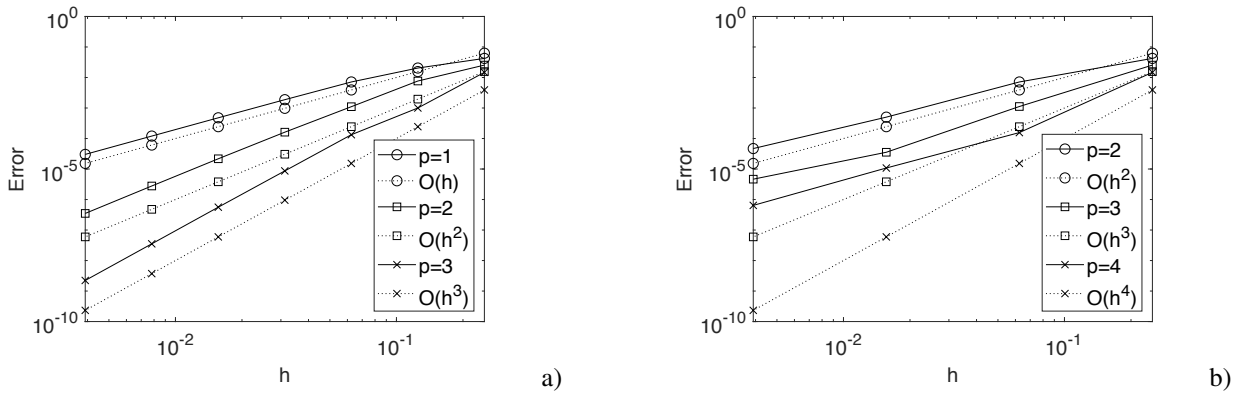 10^0
10^-5
10^-10
Error
10^-2
10^-1
h
p=1
O(h)
p=2
O(h^2)
p=3
O(h^3)
a)
10^0
10^-5
10^-10
Error
10^-2
10^-1
h
p=2
O(h^2)
p=3
O(h^3)
p=4
O(h^4)
b)